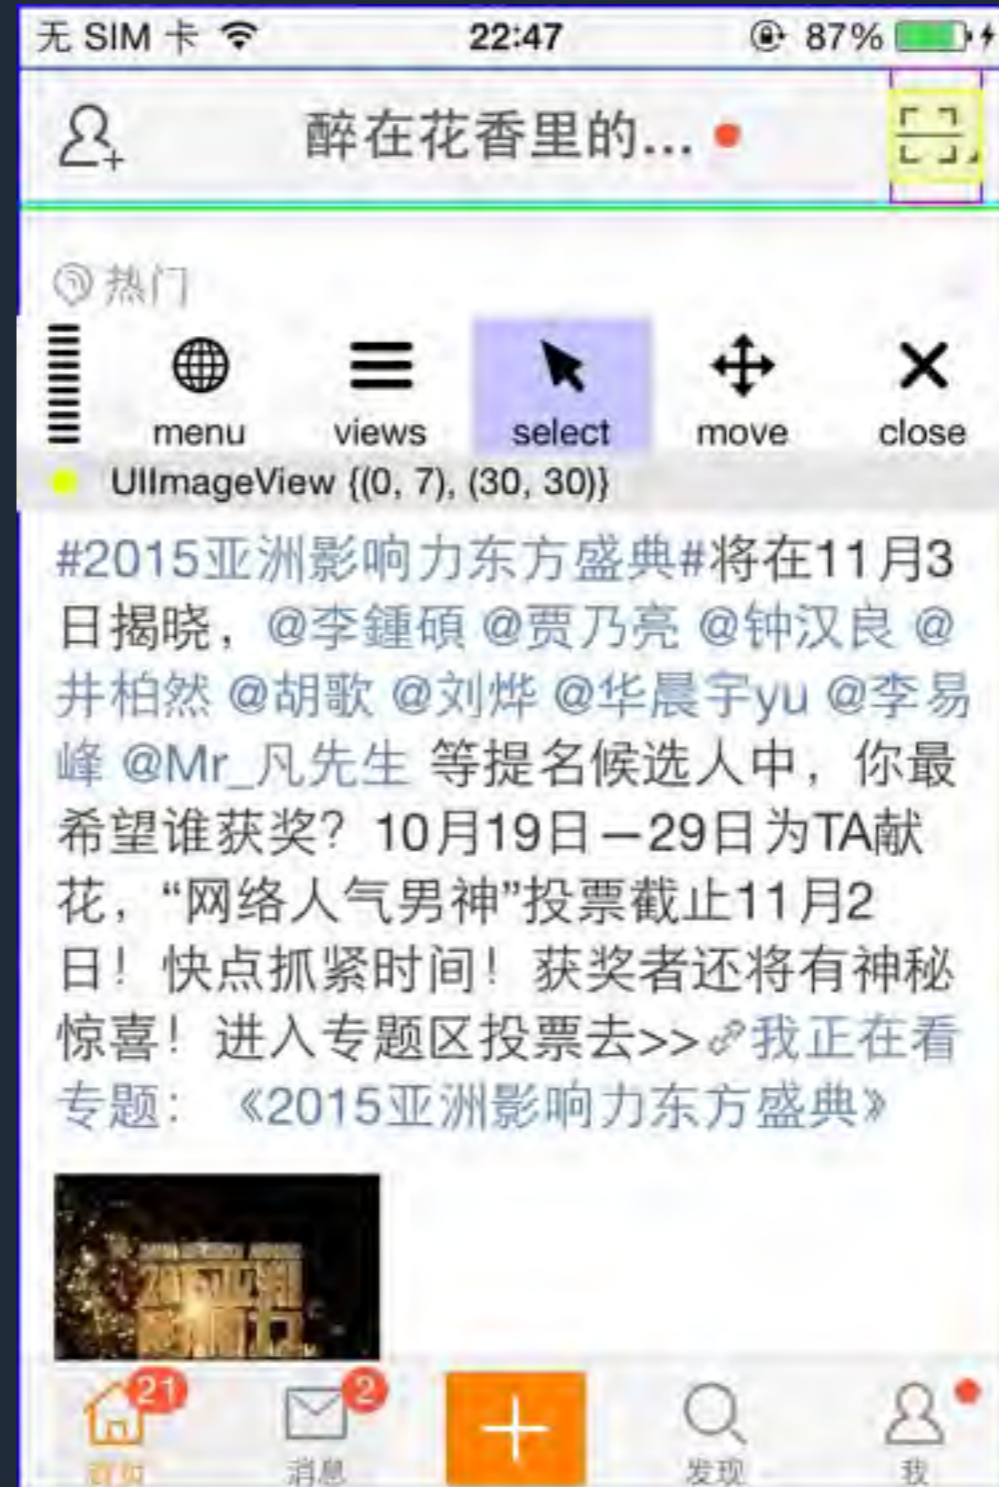 无 SIM 卡 22:47 87%
醉在花香里的...
热门
menu views select move close
UIImageView {(0, 7), (30, 30)}
#2015亚洲影响力东方盛典#将在11月3
日揭晓，@李鍾碩 @贾乃亮 @钟汉良 @
井柏然 @胡歌 @刘烨 @华晨宇yu @李易
峰 @Mr_凡先生 等提名候选人中，你最
希望谁获奖？10月19日—29日为TA献
花，“网络人气男神”投票截止11月2
日！快点抓紧时间！获奖者还将有神秘
惊喜！进入专题区投票去>>我正在看
专题：《2015亚洲影响力东方盛典》
21 2
首页 消息 发现 我